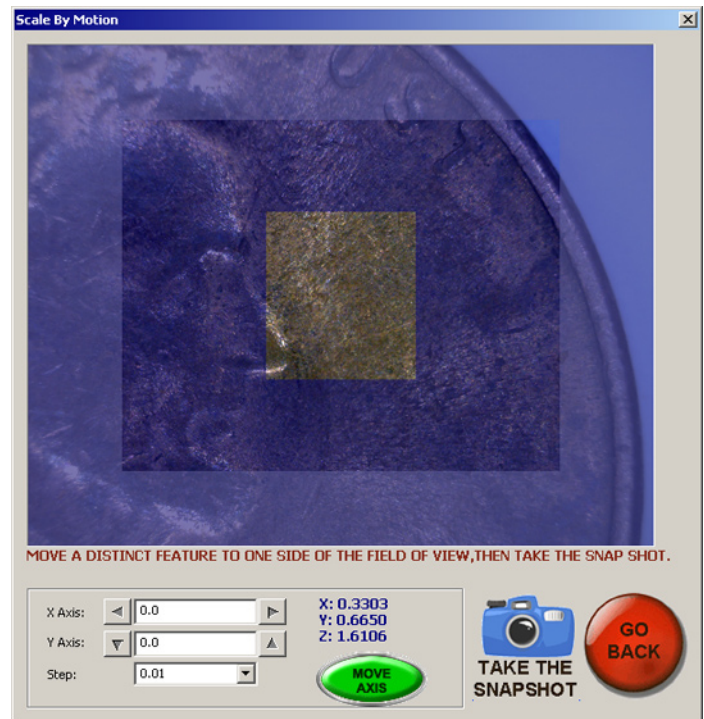 Scale By Motion
MOVE A DISTINCT FEATURE TO ONE SIDE OF THE FIELD OF VIEW,THEN TAKE THE SNAP SHOT.
X Axis:
0.0
Y Axis:
0.0
Step:
0.01
X: 0.3303
Y: 0.6650
Z: 1.6106
MOVE
AXIS
TAKE THE
SNAPSHOT
GO
BACK